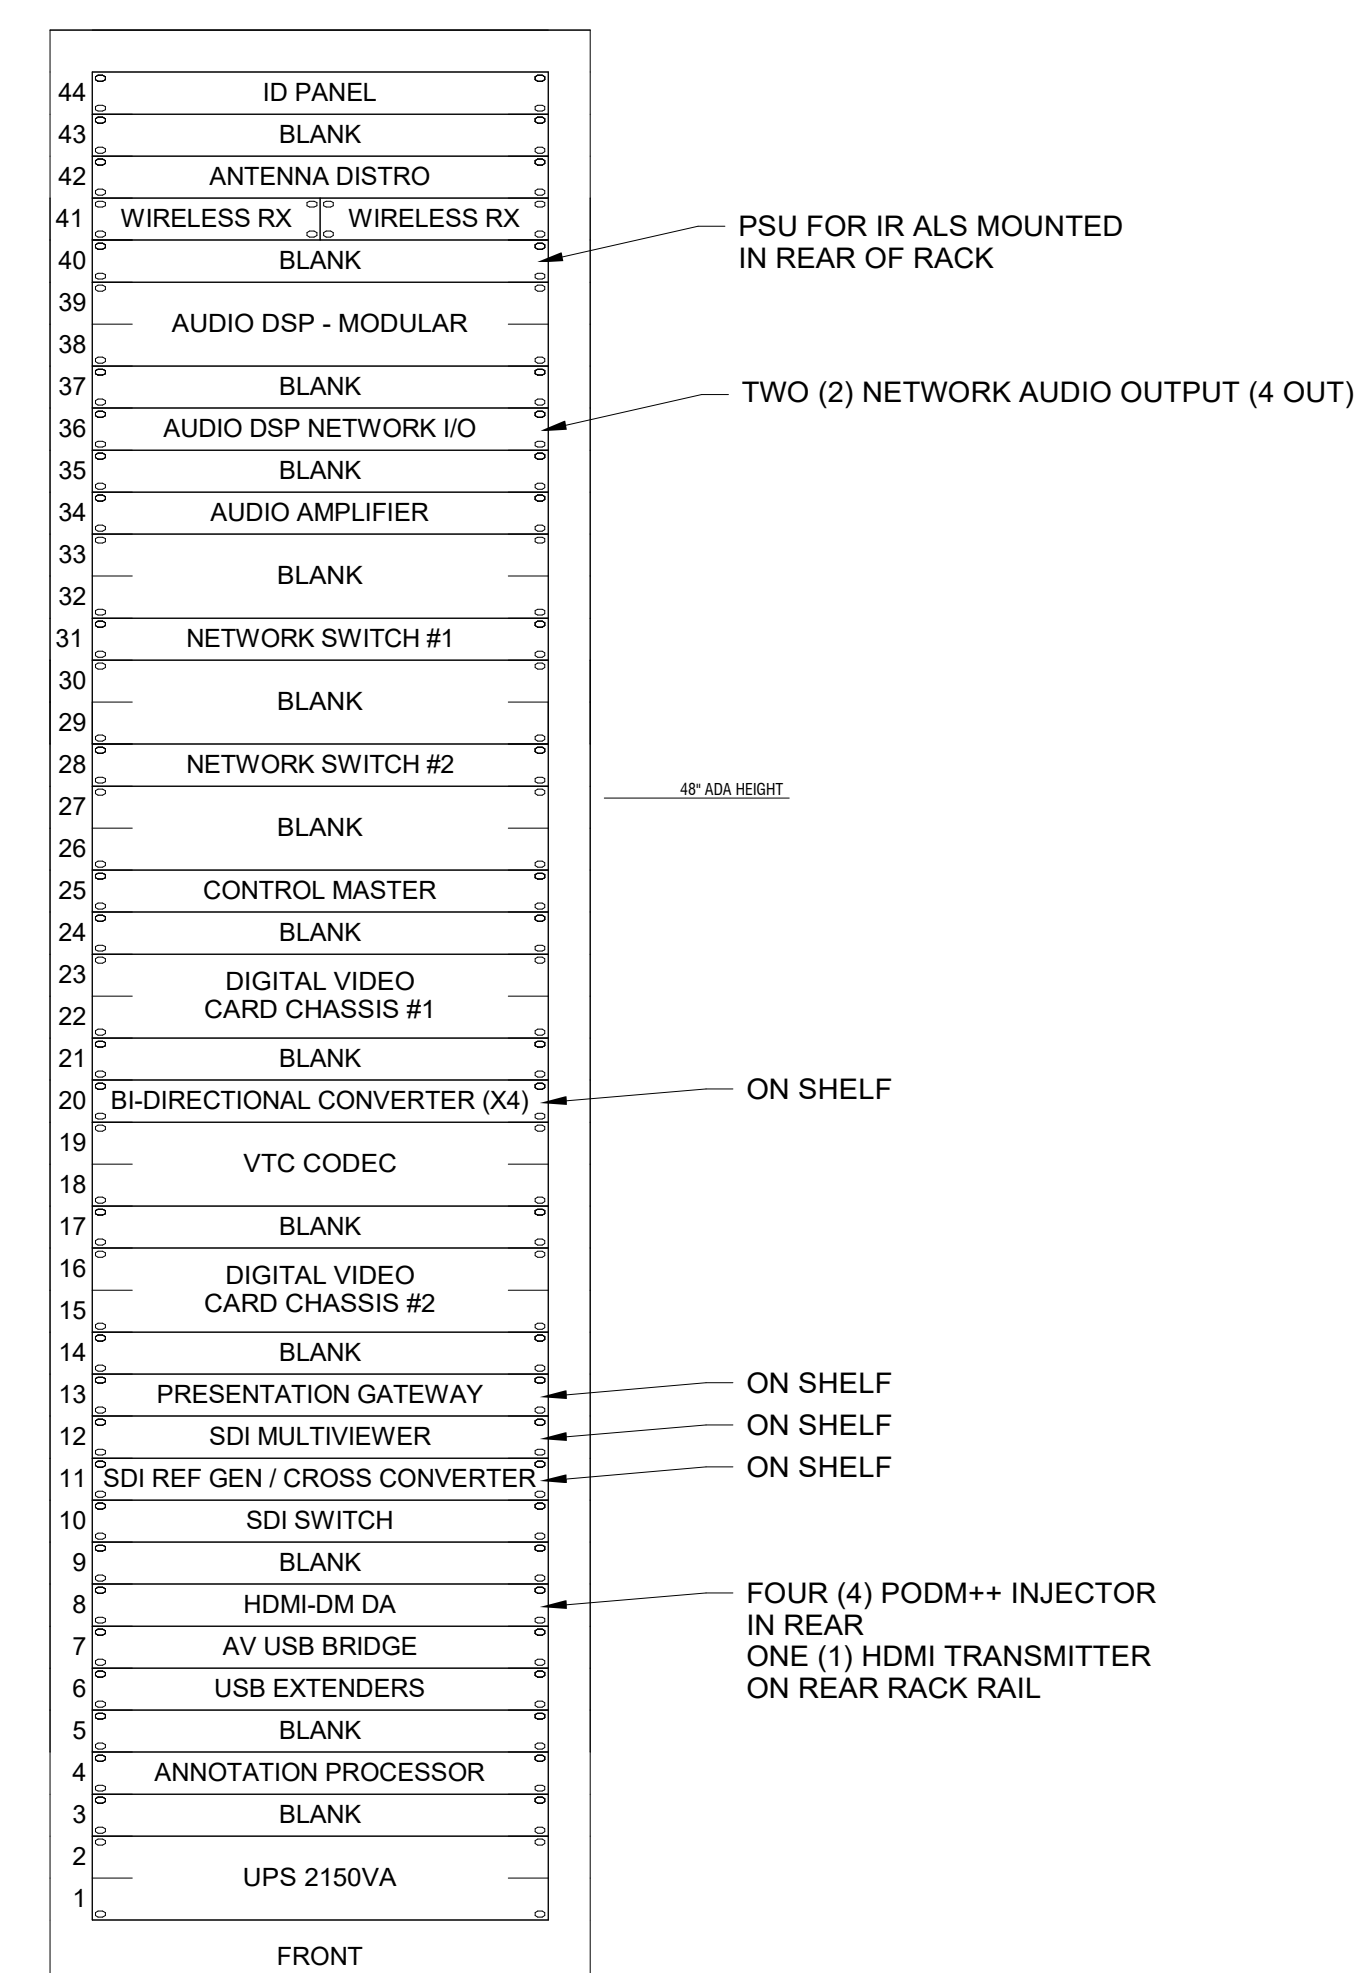 44 ID PANEL
43 BLANK
42 ANTENNA DISTRO
41 WIRELESS RX WIRELESS RX
PSU FOR IR ALS MOUNTED
IN REAR OF RACK
40 BLANK
39
AUDIO DSP - MODULAR
38
37 BLANK
TWO (2) NETWORK AUDIO OUTPUT (4 OUT)
36 AUDIO DSP NETWORK I/O
35 BLANK
34 AUDIO AMPLIFIER
33
BLANK
32
31 NETWORK SWITCH #1
30
BLANK
29
28 NETWORK SWITCH #2
48" ADA HEIGHT
27
BLANK
26
25 CONTROL MASTER
24 BLANK
23
DIGITAL VIDEO
CARD CHASSIS #1
22
21 BLANK
20 BI-DIRECTIONAL CONVERTER (X4)
ON SHELF
19
VTC CODEC
18
17 BLANK
16
DIGITAL VIDEO
CARD CHASSIS #2
15
14 BLANK
13 PRESENTATION GATEWAY
ON SHELF
12 SDI MULTIVIEWER
ON SHELF
11 SDI REF GEN / CROSS CONVERTER
ON SHELF
10 SDI SWITCH
9 BLANK
8 HDMI-DM DA
FOUR (4) PODM++ INJECTOR
IN REAR
ONE (1) HDMI TRANSMITTER
ON REAR RACK RAIL
7 AV USB BRIDGE
6 USB EXTENDERS
5 BLANK
4 ANNOTATION PROCESSOR
3 BLANK
2
UPS 2150VA
1
FRONT